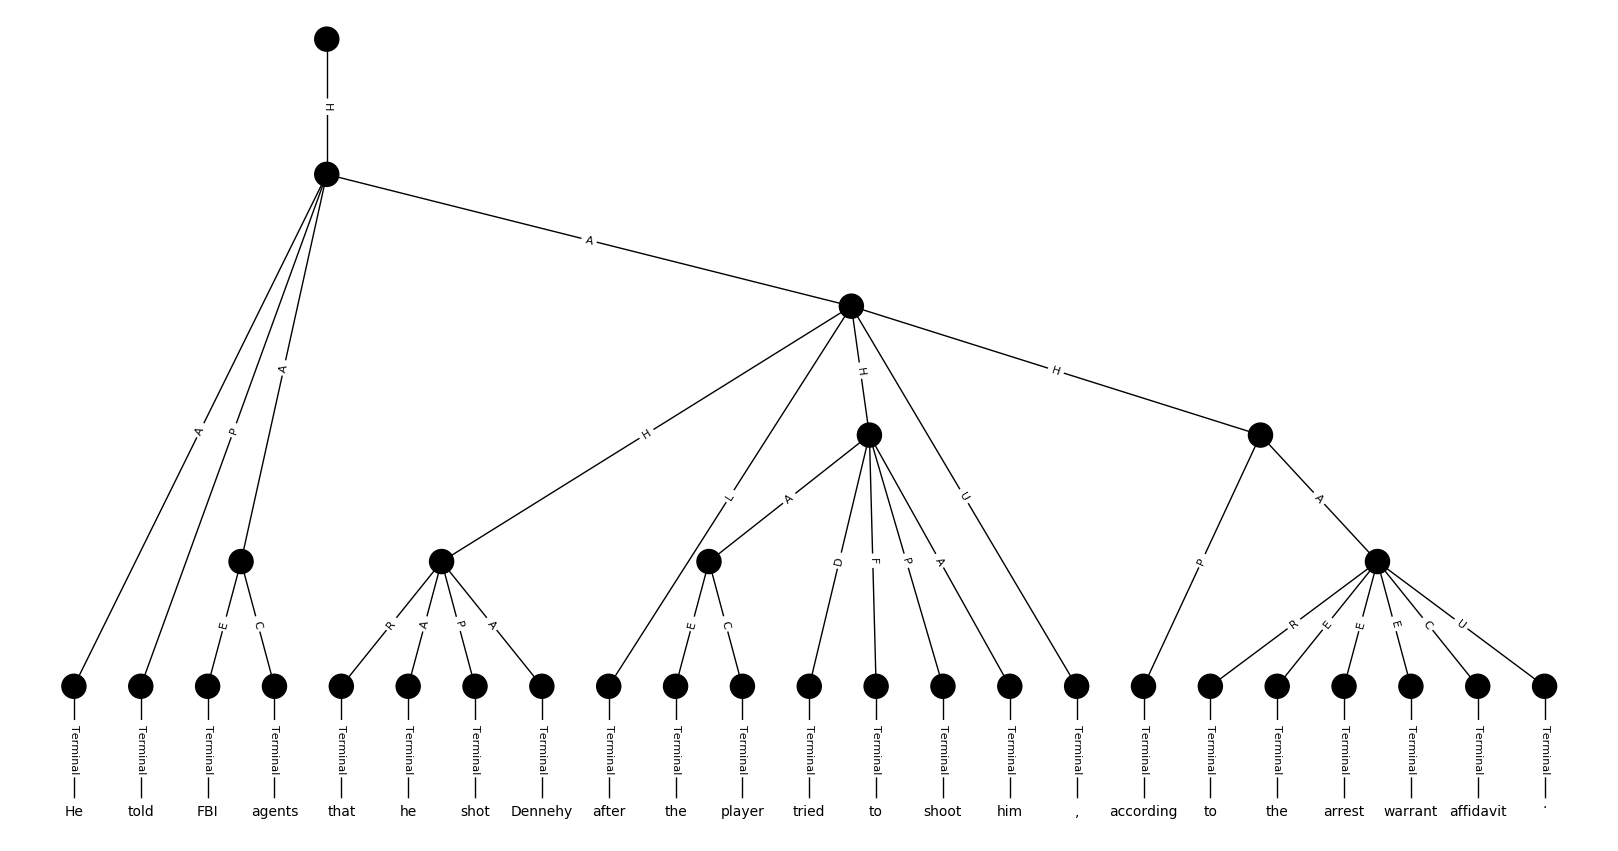 H
A
A
H
A
P
H
H
L
A
U
A
D
F
P
A
P
E
C
R
A
P
A
E
C
R
E
E
E
C
U
Terminal Terminal Terminal Terminal Terminal Terminal Terminal Terminal Terminal Terminal Terminal Terminal Terminal Terminal Terminal Terminal Terminal Terminal Terminal Terminal Terminal Terminal Terminal
He told FBI agents that he shot Dennehy after the player tried to shoot him , according to the arrest warrant affidavit .